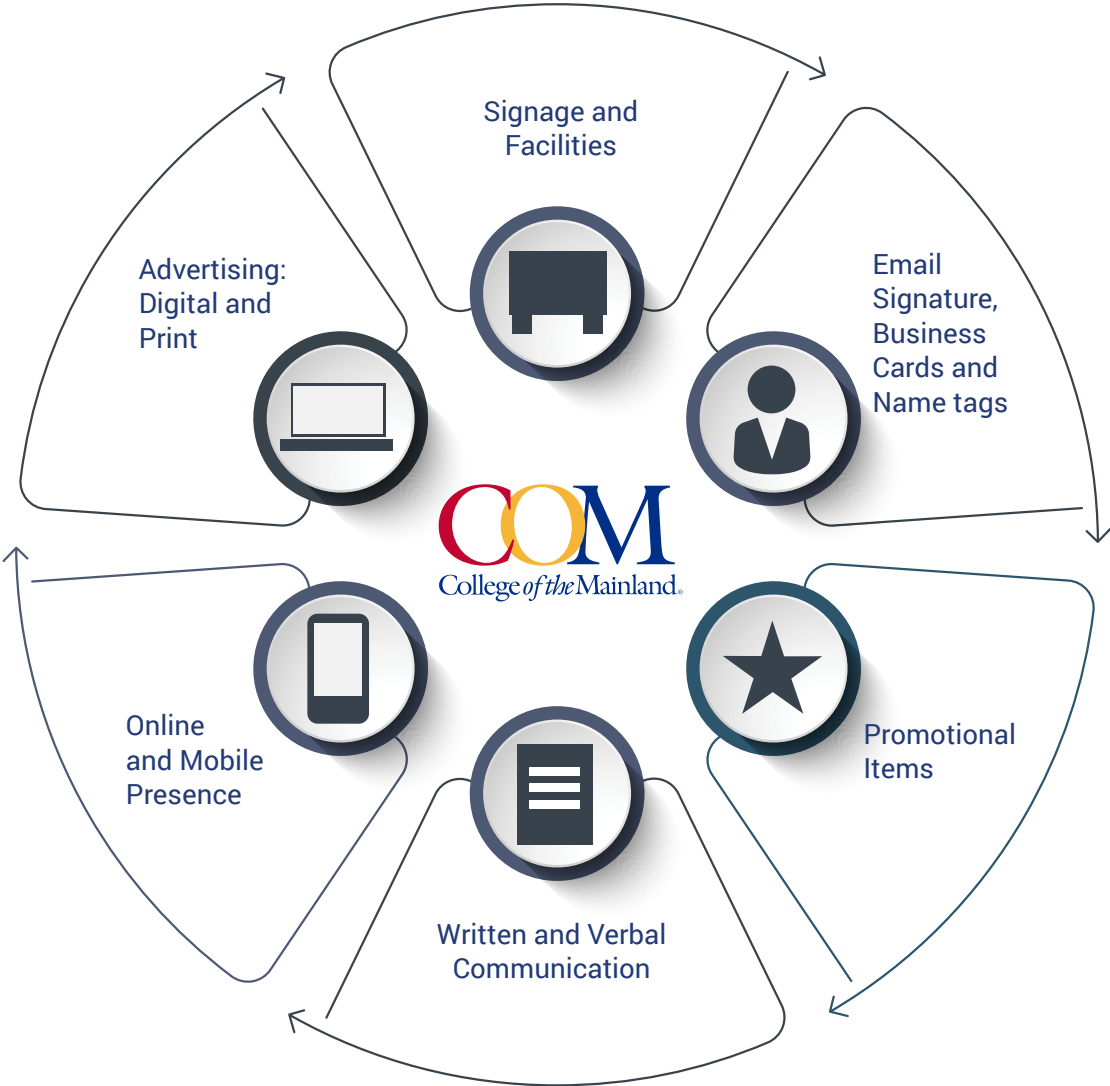 Signage and
Facilities
Email
Signature,
Business
Cards and
Name tags
Promotional
Items
Written and Verbal
Communication
Online
and Mobile
Presence
Advertising:
Digital and
Print
COM
College of the Mainland®